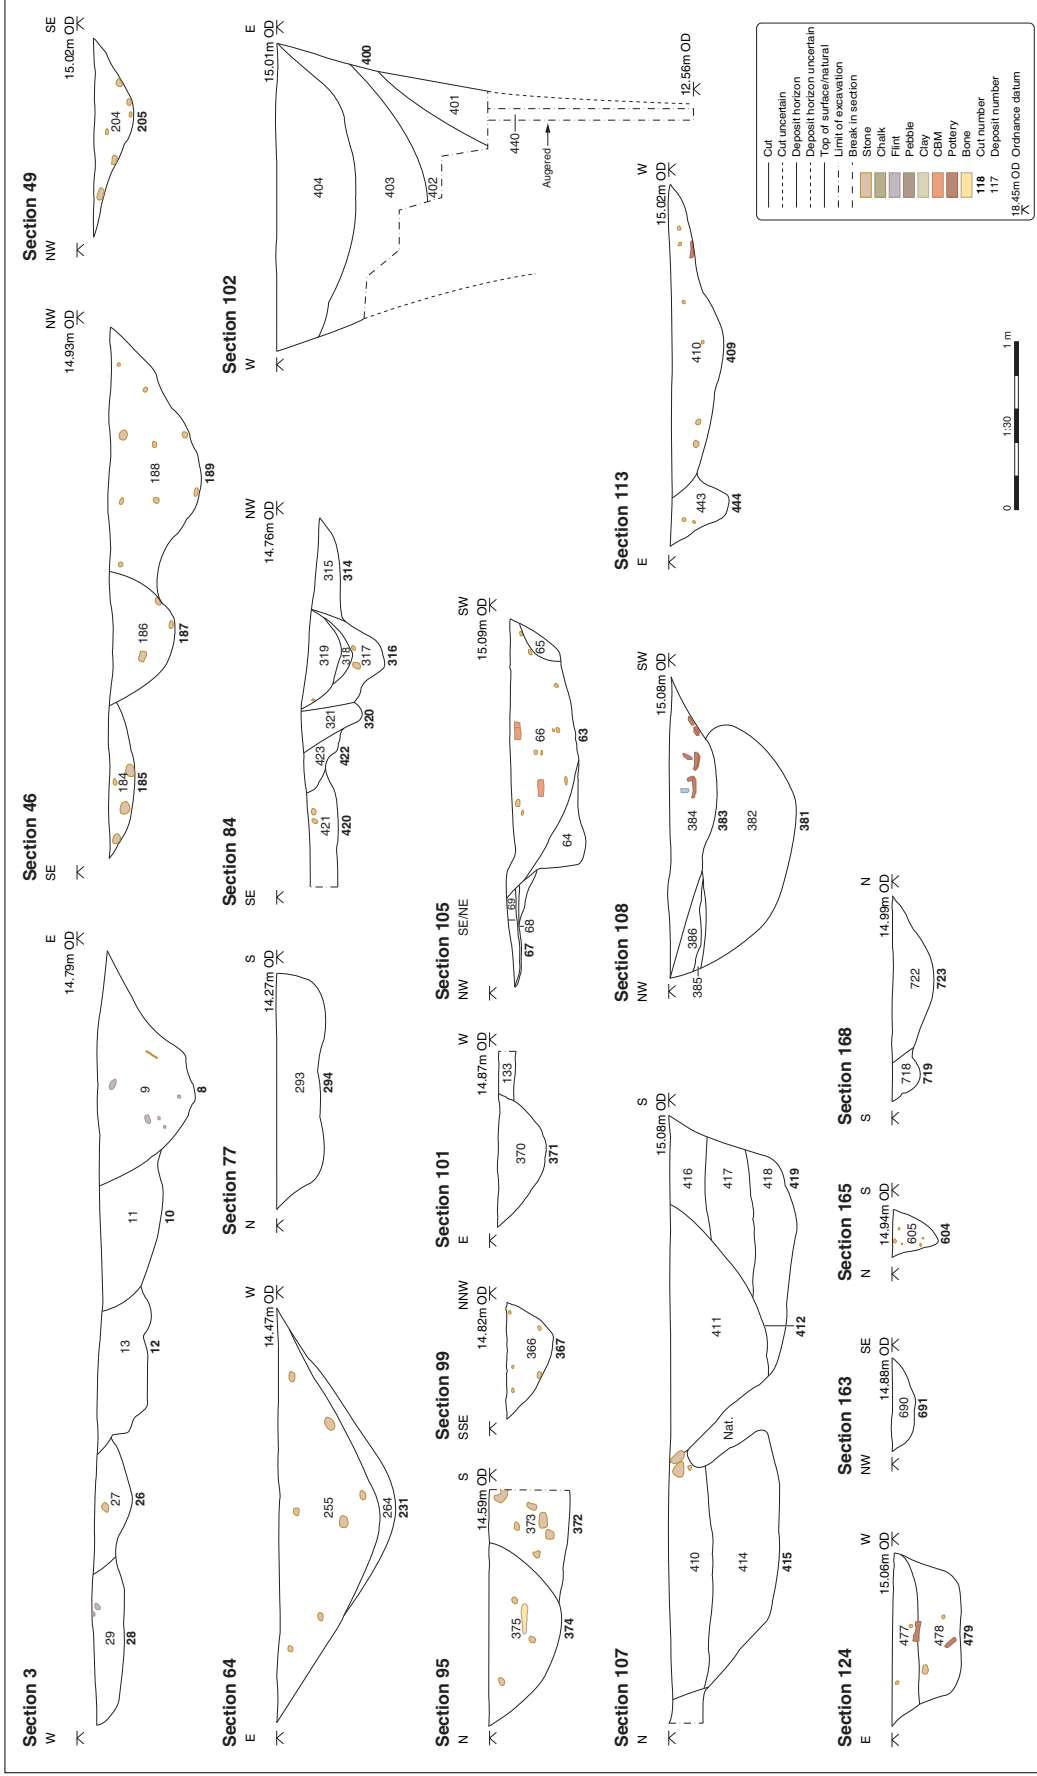 Section 3
W
E
14.79m OD
29
28
27
26
13
12
11
10
9
8
Section 46
SE
NW
14.93m OD
184
185
186
187
188
189
Section 49
NW
SE
15.02m OD
204
205
Section 64
E
W
14.47m OD
255
264
231
Section 77
N
S
14.27m OD
293
294
Section 84
SE
NW
14.76m OD
421
420
423
422
321
320
319
318
317
316
315
314
Section 102
W
E
15.01m OD
404
403
402
400
401
440
Augered
12.56m OD
Section 95
N
S
14.59m OD
375
374
373
372
Section 99
SSE
NNW
14.82m OD
366
367
Section 101
E
W
14.87m OD
370
371
133
Section 105
NW
SE/NE
SW
15.09m OD
67
69
68
64
66
63
65
Section 107
N
S
15.08m OD
410
414
415
Nat.
411
412
416
417
418
419
Section 108
NW
SW
15.08m OD
385
386
384
383
382
381
Section 113
E
W
15.02m OD
443
444
410
409
Section 124
E
W
15.06m OD
477
478
479
Section 163
NW
SE
14.88m OD
690
691
Section 165
N
S
14.94m OD
605
604
Section 168
S
N
14.99m OD
718
719
722
723
0
1:30
1 m
Cut
Cut uncertain
Deposit horizon
Deposit horizon uncertain
Top of surface/natural
Limit of excavation
Break in section
Stone
Chalk
Flint
Pebble
Clay
CBM
Pottery
Bone
118 Cut number
117 Deposit number
18.45m OD Ordnance datum